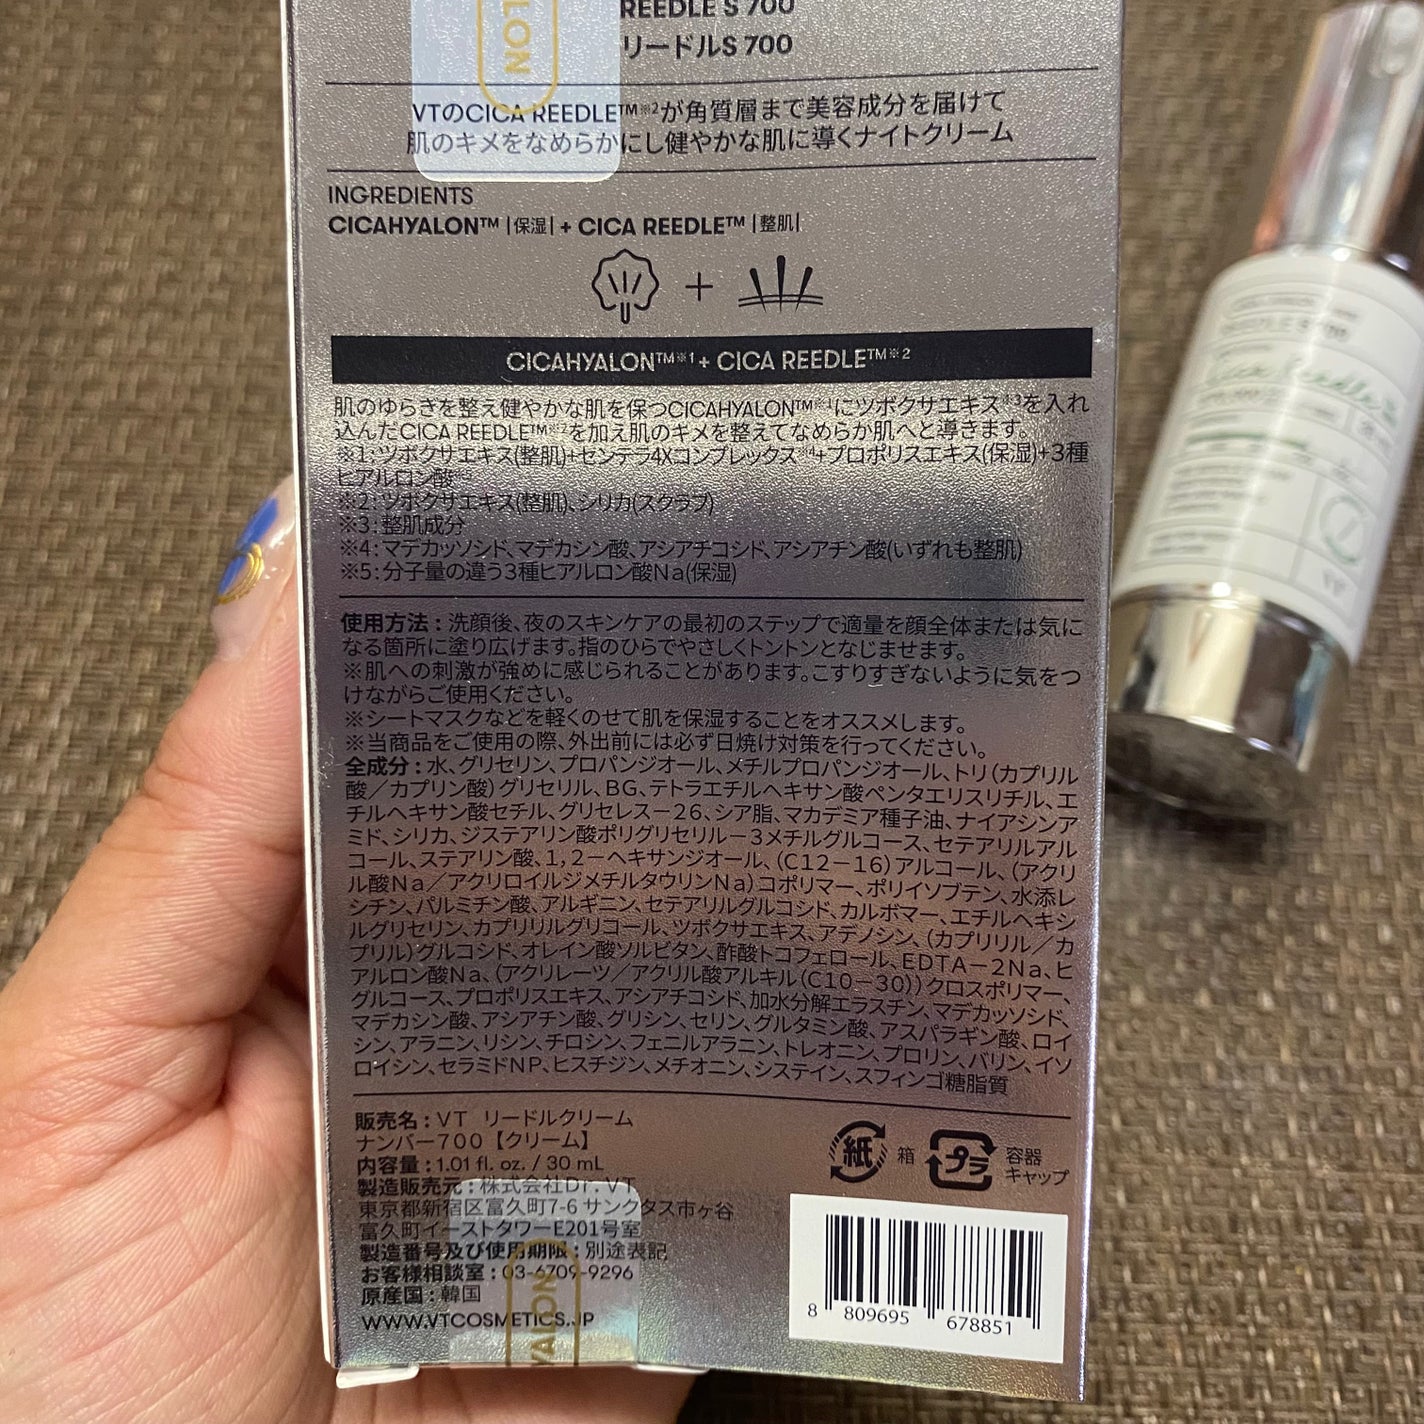 REEDLE S 700
リードルS 700
VTのCICA REEDLE™※2が角質層まで美容成分を届けて
肌のキメをなめらかにし健やかな肌に導くナイトクリーム
INGREDIENTS
CICAHYALON™ |保湿| + CICA REEDLE™ |整肌|
CICAHYALON™※1 + CICA REEDLE™※2
肌のゆらぎを整え健やかな肌を保つCICAHYALON™※1にツボクサエキス※3を入れ
込んだCICA REEDLE™※2を加え肌のキメを整えてなめらか肌へと導きます。
※1:ツボクサエキス(整肌)+センテラ4Xコンプレックス※4+プロポリスエキス(保湿)+3種
ヒアルロン酸※5
※2:ツボクサエキス(整肌)、シリカ(スクラブ)
※3:整肌成分
※4:マデカッソシド、マデカシン酸、アシアチコシド、アシアチン酸(いずれも整肌)
※5:分子量の違う3種ヒアルロン酸Na(保湿)
使用方法:洗顔後、夜のスキンケアの最初のステップで適量を顔全体または気に
なる箇所に塗り広げます。指のひらでやさしくトントンとなじませます。
※肌への刺激が強めに感じられることがあります。こすりすぎないように気をつ
けながらご使用ください。
※シートマスクなどを軽くのせて肌を保湿することをオススメします。
※当商品をご使用の際、外出前には必ず日焼け対策を行ってください。
全成分:水、グリセリン、プロパンジオール、メチルプロパンジオール、トリ(カプリル
酸/カプリン酸)グリセリル、BG、テトラエチルヘキサン酸ペンタエリスリチル、エ
チルヘキサン酸セチル、グリセレス-26、シア脂、マカデミア種子油、ナイアシンア
ミド、シリカ、ジステアリン酸ポリグリセリル-3メチルグルコース、セテアリルアル
コール、ステアリン酸、1,2-ヘキサンジオール、(C12-16)アルコール、(アクリ
ル酸Na/アクリロイルジメチルタウリンNa)コポリマー、ポリイソブテン、水添レ
シチン、パルミチン酸、アルギニン、セテアリルグルコシド、カルボマー、エチルヘキシ
ルグリセリン、カプリリルグリコール、ツボクサエキス、アデノシン、(カプリリル/カ
プリル)グルコシド、オレイン酸ソルビタン、酢酸トコフェロール、EDTA-2Na、ヒ
アルロン酸Na、(アクリレーツ/アクリル酸アルキル(C10-30))クロスポリマー、
グルコース、プロポリスエキス、アシアチコシド、加水分解エラスチン、マデカッソシド、
マデカシン酸、アシアチン酸、グリシン、セリン、グルタミン酸、アスパラギン酸、ロイ
シン、アラニン、リシン、チロシン、フェニルアラニン、トレオニン、プロリン、バリン、イソ
ロイシン、セラミドNP、ヒスチジン、メチオニン、システイン、スフィンゴ糖脂質
販売名:VT リードルクリーム
ナンバー700【クリーム】
内容量:1.01 fl. oz. / 30 mL
製造販売元:株式会社Dr.VT
東京都新宿区富久町7-6 サンクタス市ヶ谷
富久町イーストタワーE201号室
製造番号及び使用期限:別途表記
お客様相談室:03-6709-9296
原産国:韓国
WWW.VTCOSMETICS.JP
紙 箱 プラ 容器
キャップ
8 809695 678851